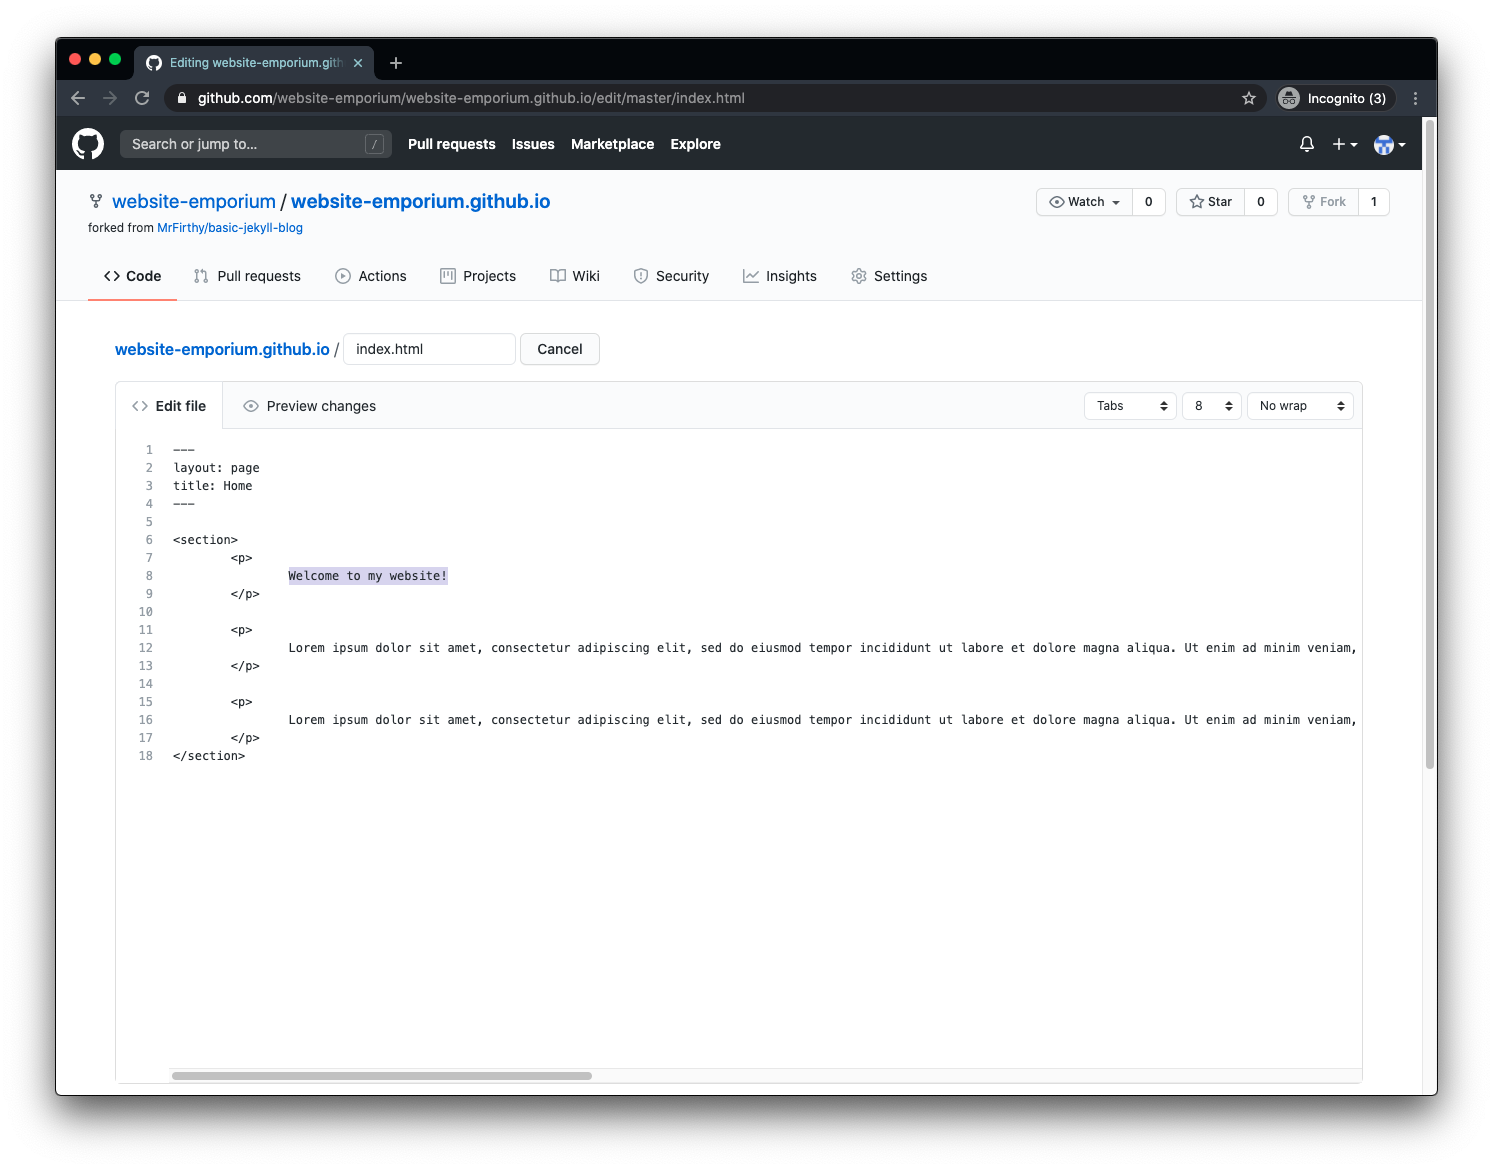 Editing website-emporium.gith
github.com/website-emporium/website-emporium.github.io/edit/master/index.html
Incognito (3)
Search or jump to...
/
Pull requests
Issues
Marketplace
Explore
website-emporium / website-emporium.github.io
Watch 0
Star 0
Fork 1
forked from MrFirthy/basic-jekyll-blog
Code
Pull requests
Actions
Projects
Wiki
Security
Insights
Settings
website-emporium.github.io / index.html
Cancel
Edit file
Preview changes
Tabs
8
No wrap
1 ---
2 layout: page
3 title: Home
4 ---
5
6 <section>
7 <p>
8 Welcome to my website!
9 </p>
10
11 <p>
12 Lorem ipsum dolor sit amet, consectetur adipiscing elit, sed do eiusmod tempor incididunt ut labore et dolore magna aliqua. Ut enim ad minim veniam,
13 </p>
14
15 <p>
16 Lorem ipsum dolor sit amet, consectetur adipiscing elit, sed do eiusmod tempor incididunt ut labore et dolore magna aliqua. Ut enim ad minim veniam,
17 </p>
18 </section>